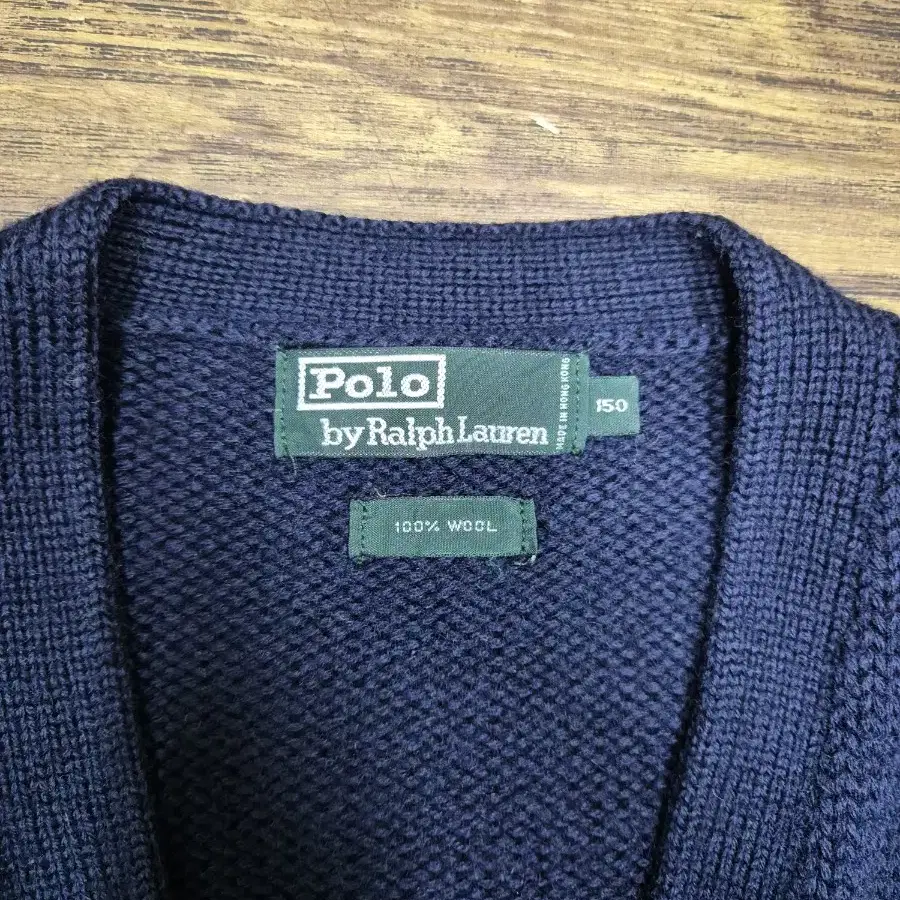 Polo
by Ralph Lauren
MADE IN HONG KONG
150
100% WOOL